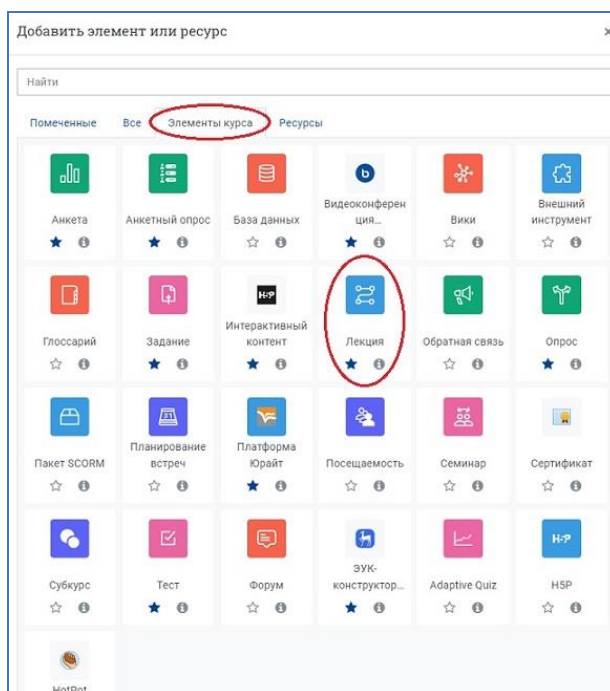 Добавить элемент или ресурс
×
Найти
Помеченные Все Элементы курса Ресурсы
Анкета Анкетный опрос База данных Видеоконферен
ция... Вики Внешний
инструмент
Глоссарий Задание H-P Интерактивный
контент Лекция Обратная связь Опрос
Пакет SCORM Планирование
встреч Платформа
Юрайт Посещаемость Семинар Сертификат
H-P
Субкурс Тест Форум ЭУК-
конструктор... Adaptive Quiz H5P
HotPot